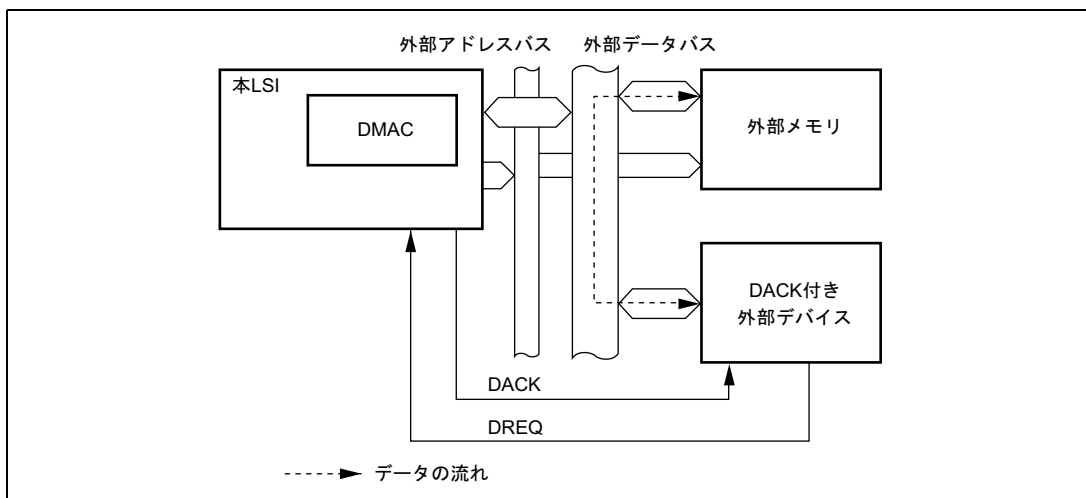 外部アドレスバス
外部データバス
本LSI
DMAC
外部メモリ
DACK付き
外部デバイス
DACK
DREQ
データの流れ